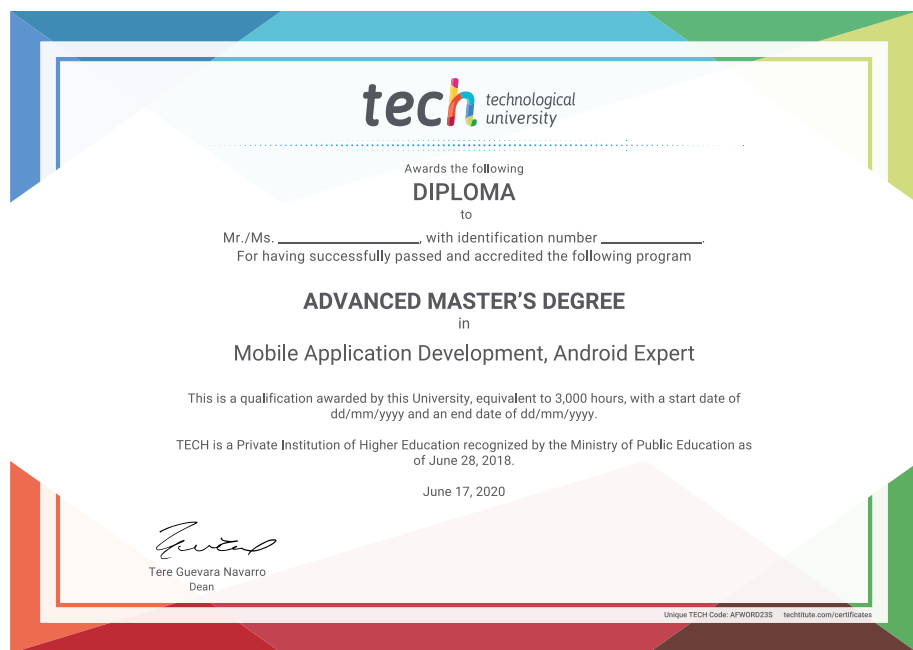 tech technological
university
Awards the following
DIPLOMA
to
Mr./Ms. ____________, with identification number ____________.
For having successfully passed and accredited the following program
ADVANCED MASTER'S DEGREE
in
Mobile Application Development, Android Expert
This is a qualification awarded by this University, equivalent to 3,000 hours, with a start date of
dd/mm/yyyy and an end date of dd/mm/yyyy.
TECH is a Private Institution of Higher Education recognized by the Ministry of Public Education as
of June 28, 2018.
June 17, 2020
Tere Guevara Navarro
Dean
Unique TECH Code: AFWORD23S techtitute.com/certificates